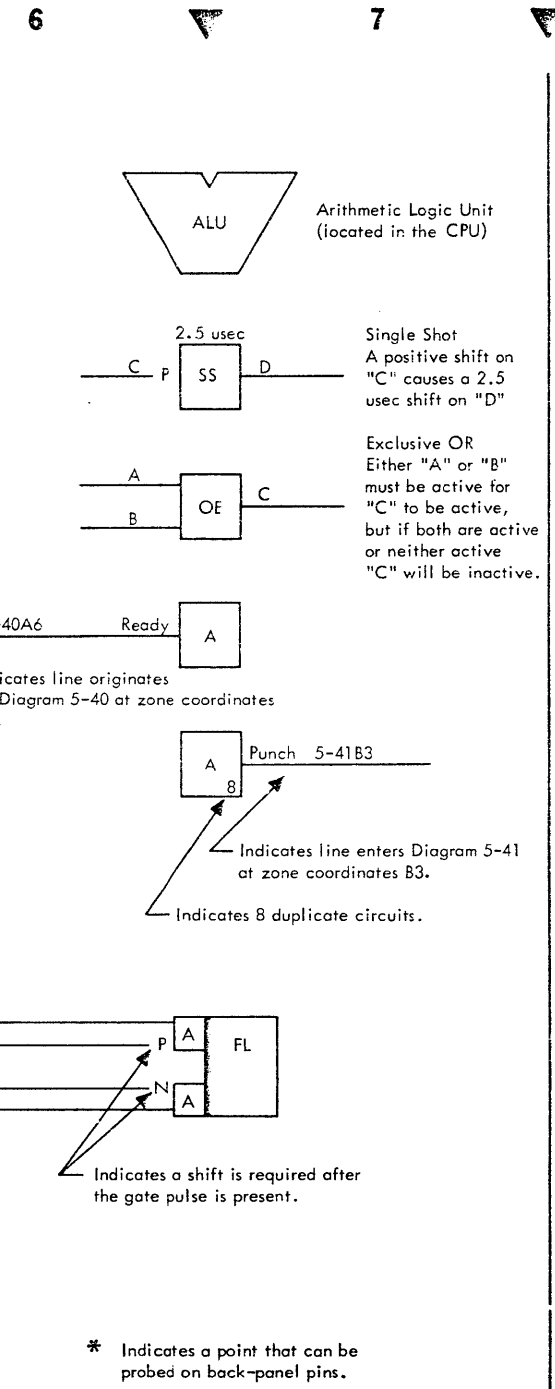 6 7
ALU
Arithmetic Logic Unit
(located in the CPU)
2.5 usec
C P SS D
Single Shot
A positive shift on
"C" causes a 2.5
usec shift on "D"
A
B
OE
C
Exclusive OR
Either "A" or "B"
must be active for
"C" to be active,
but if both are active
or neither active
"C" will be inactive.
-40A6 Ready A
icates line originates
Diagram 5-40 at zone coordinates
A
8
Punch 5-41B3
Indicates line enters Diagram 5-41
at zone coordinates B3.
Indicates 8 duplicate circuits.
P A FL
N A
Indicates a shift is required after
the gate pulse is present.
* Indicates a point that can be
probed on back-panel pins.